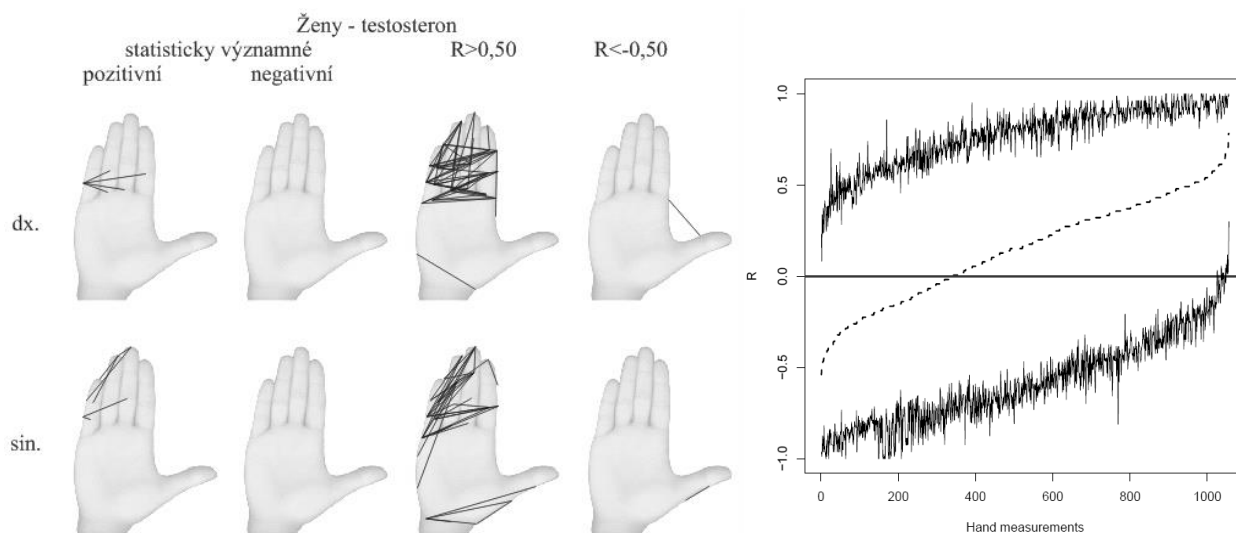 Ženy - testosteron
statisticky významné R>0,50 R<-0,50
pozitivní negativní
dx.
sin.
R
1.0
0.5
0.0
−0.5
−1.0
0 200 400 600 800 1000
Hand measurements